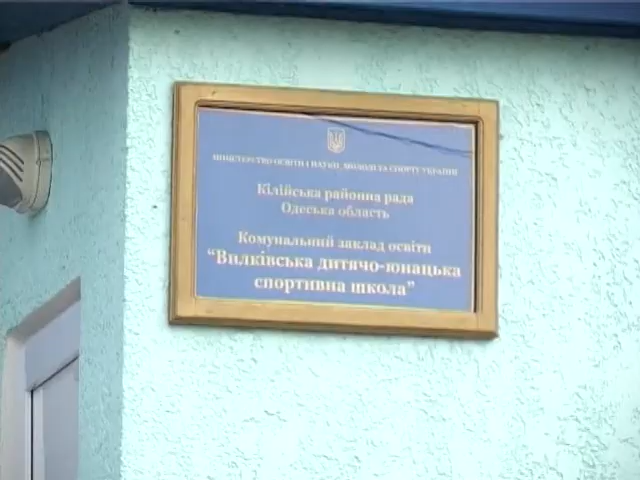 МІНІСТЕРСТВО ОСВІТИ І НАУКИ, МОЛОДІ ТА СПОРТУ УКРАЇНИ
Кілійська районна рада
Одеська область
Комунальний заклад освіти
“Вилківська дитячо-юнацька
спортивна школа”